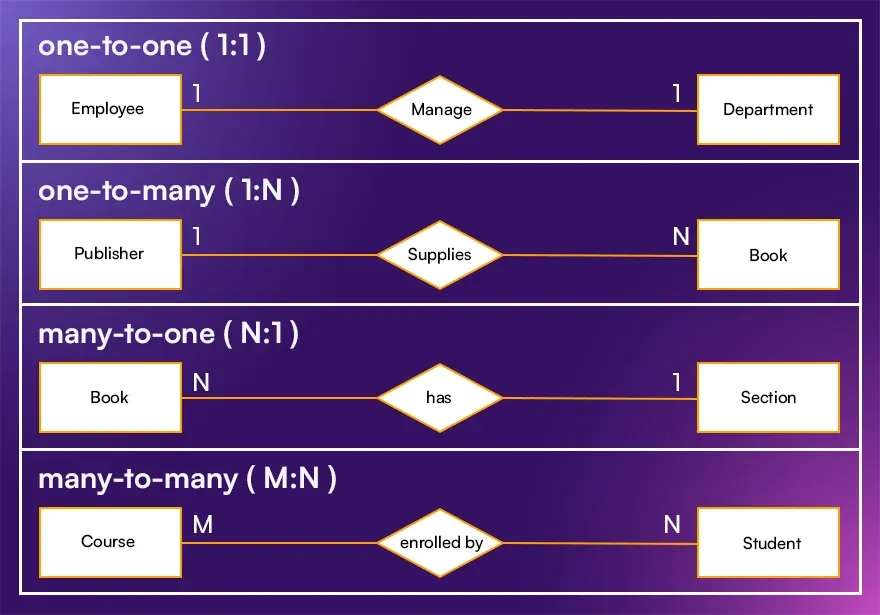 one-to-one ( 1:1 )
1 1
Employee Manage Department
one-to-many ( 1:N )
1 N
Publisher Supplies Book
many-to-one ( N:1 )
N 1
Book has Section
many-to-many ( M:N )
M N
Course enrolled by Student